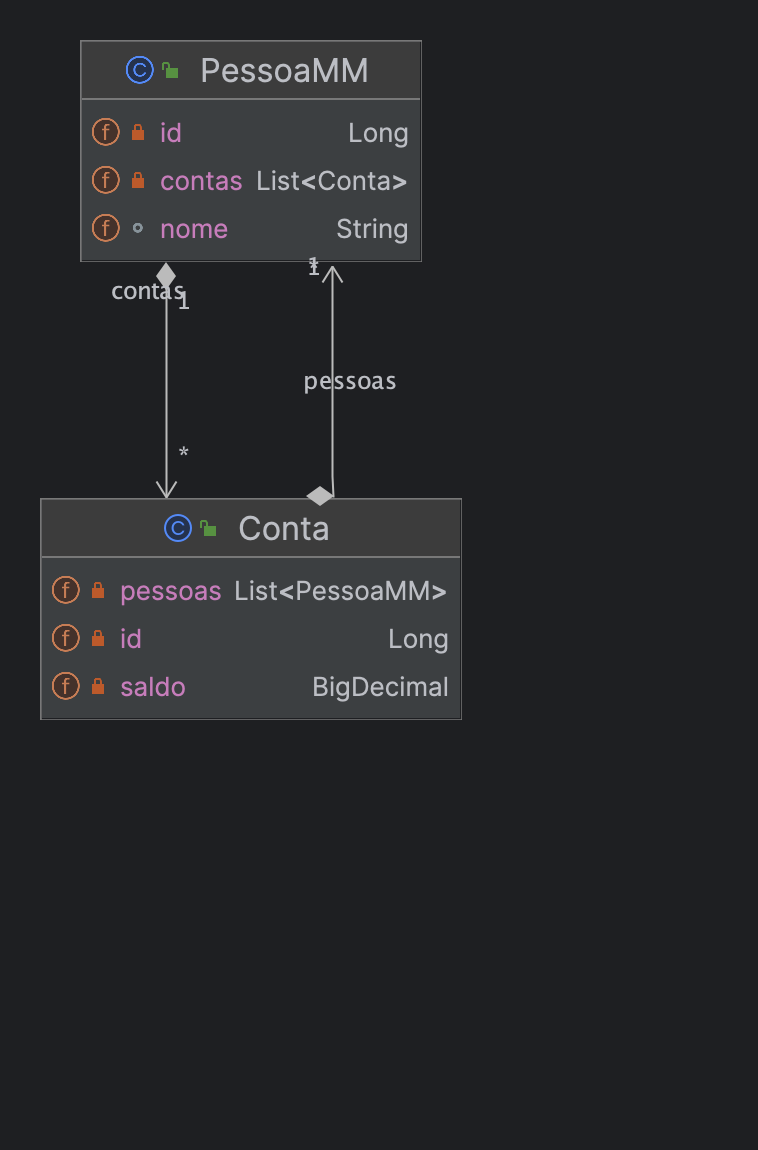 PessoaMM
id Long
contas List<Conta>
nome String
contas
1
*
1
pessoas
*
Conta
pessoas List<PessoaMM>
id Long
saldo BigDecimal